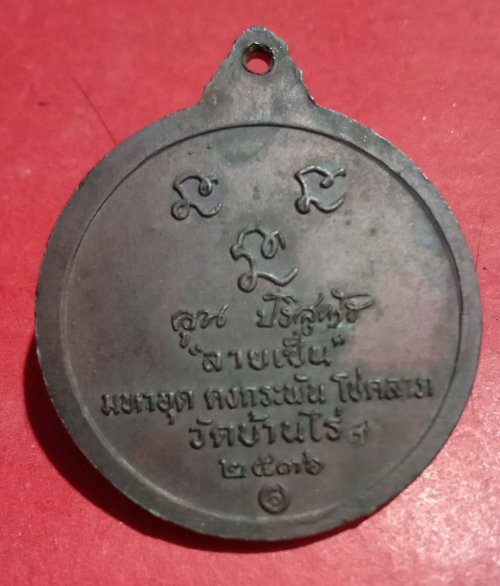 คูณ ปริสุทโธ
"ลายเซ็น"
มหาอุด คงกระพัน โชคลาภ
วัดบ้านไร่
๒๕๓๖